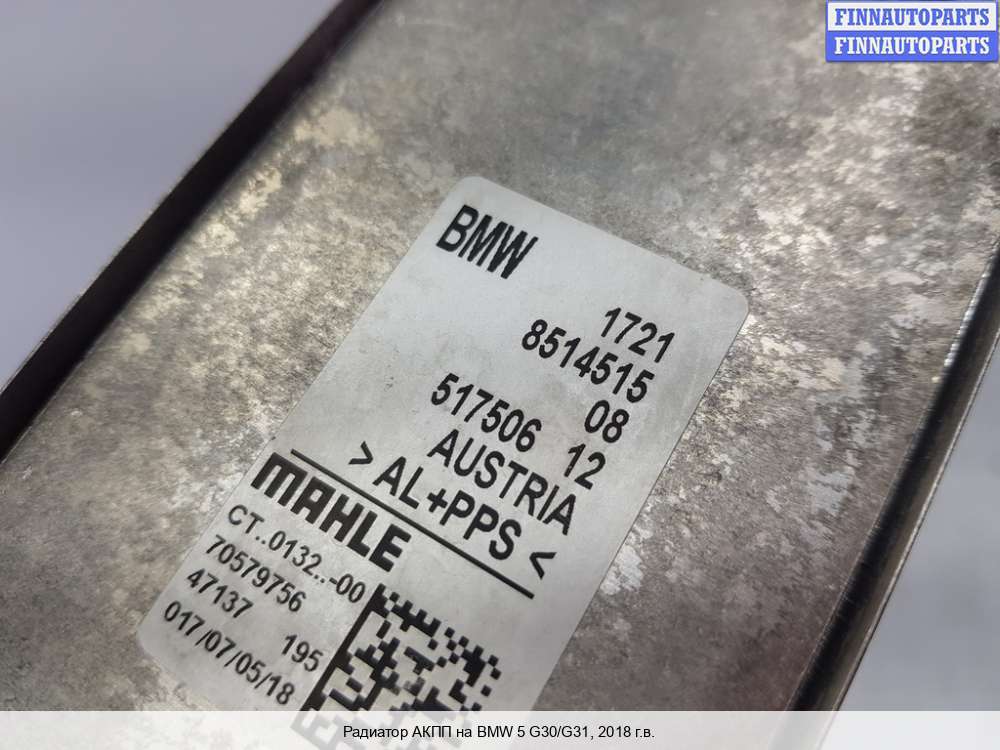 FINNAUTOPARTS
FINNAUTOPARTS
BMW
1721
8514515
08
517506 12
AUSTRIA
>AL+PPS<
MAHLE
CT..0132..-00
70579756
47137 195
017/07/05/18
Радиатор АКПП на BMW 5 G30/G31, 2018 г.в.